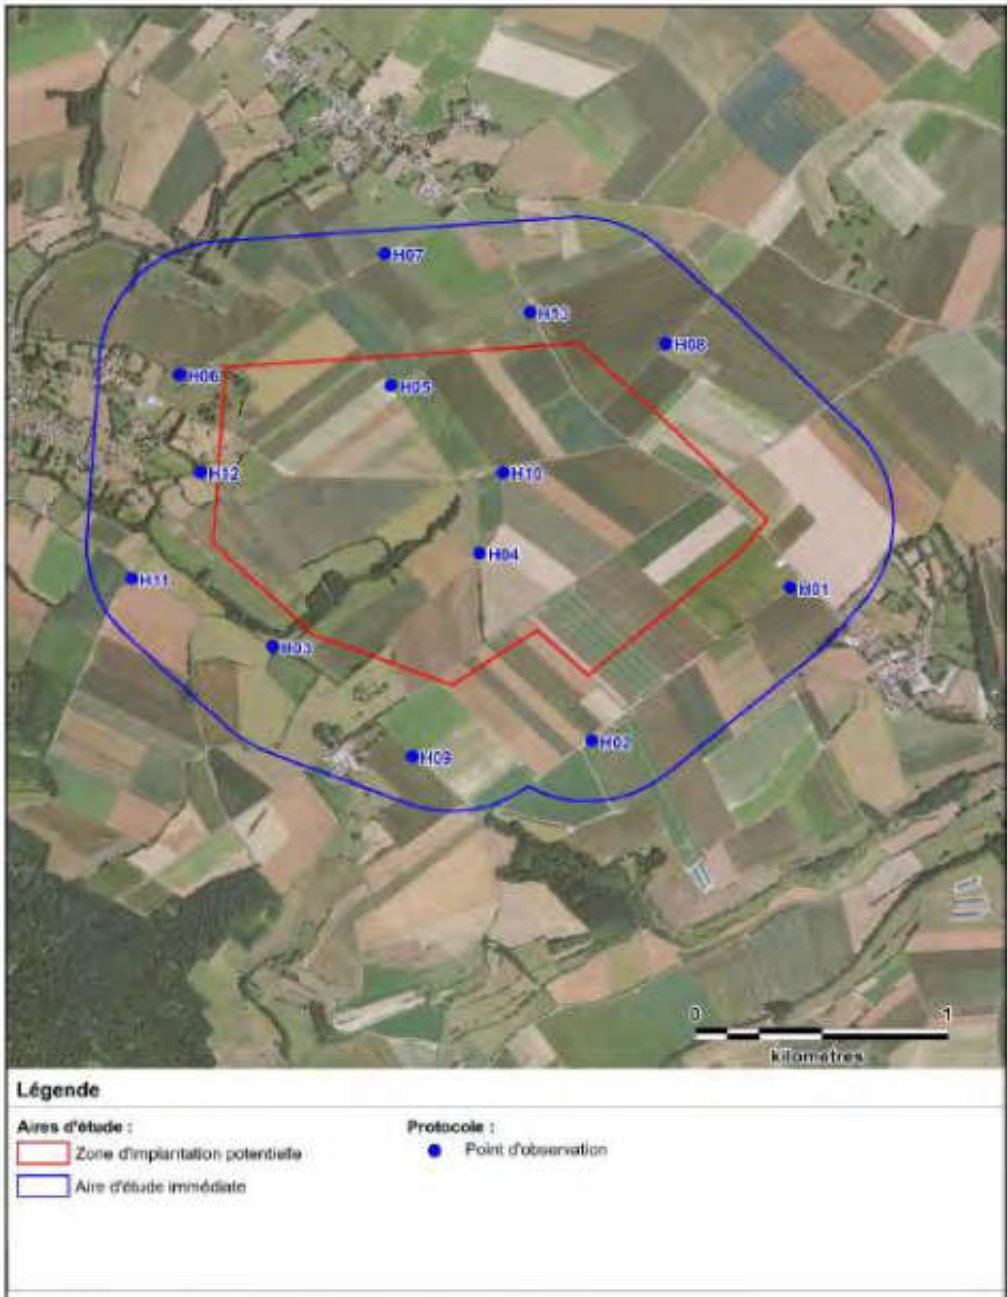 H07
H13
H08
H06
H05
H12
H10
H04
H11
H01
H03
H02
H09
0 1
kilomètres
Légende
Aires d'étude :
Protocole :
Zone d'implantation potentielle
Point d'observation
Aire d'étude immédiate